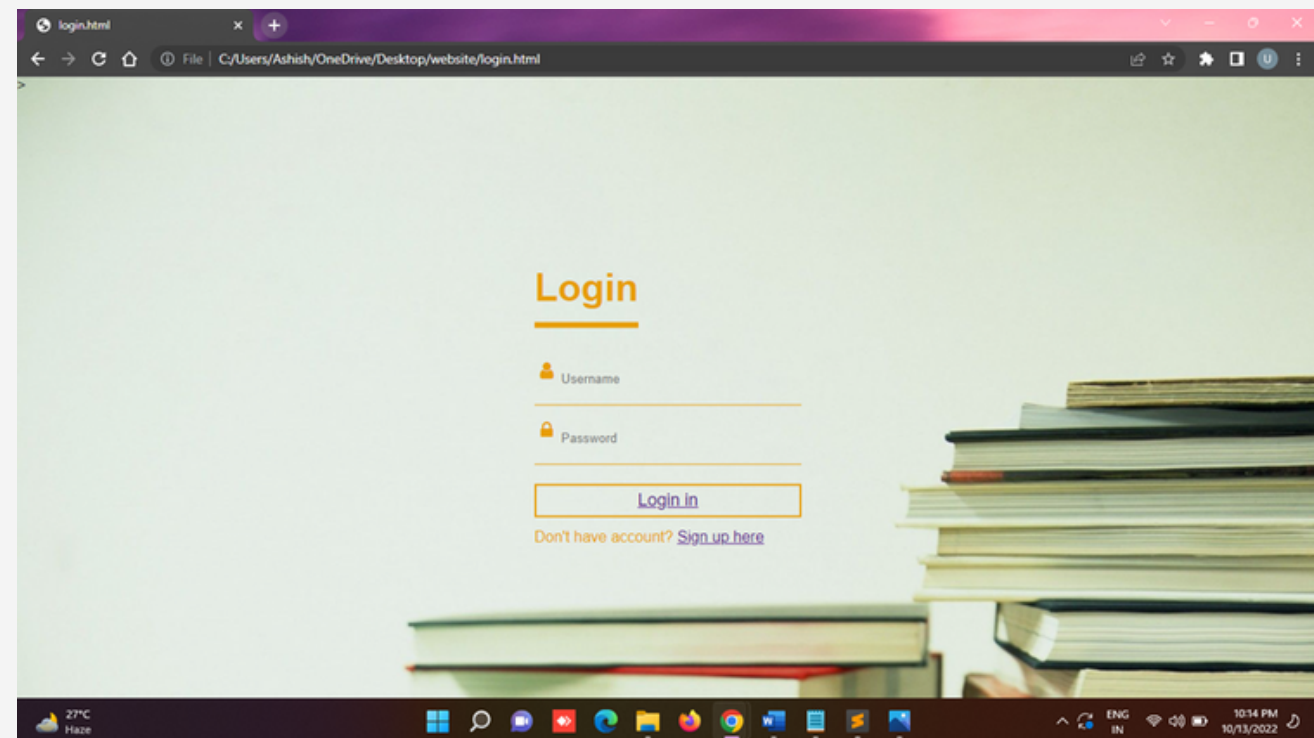 login.html
File | C:/Users/Ashish/OneDrive/Desktop/website/login.html
>
Login
Username
Password
Login in
Don't have account? Sign up here
27°C
Haze
ENG
IN
10:14 PM
10/13/2022